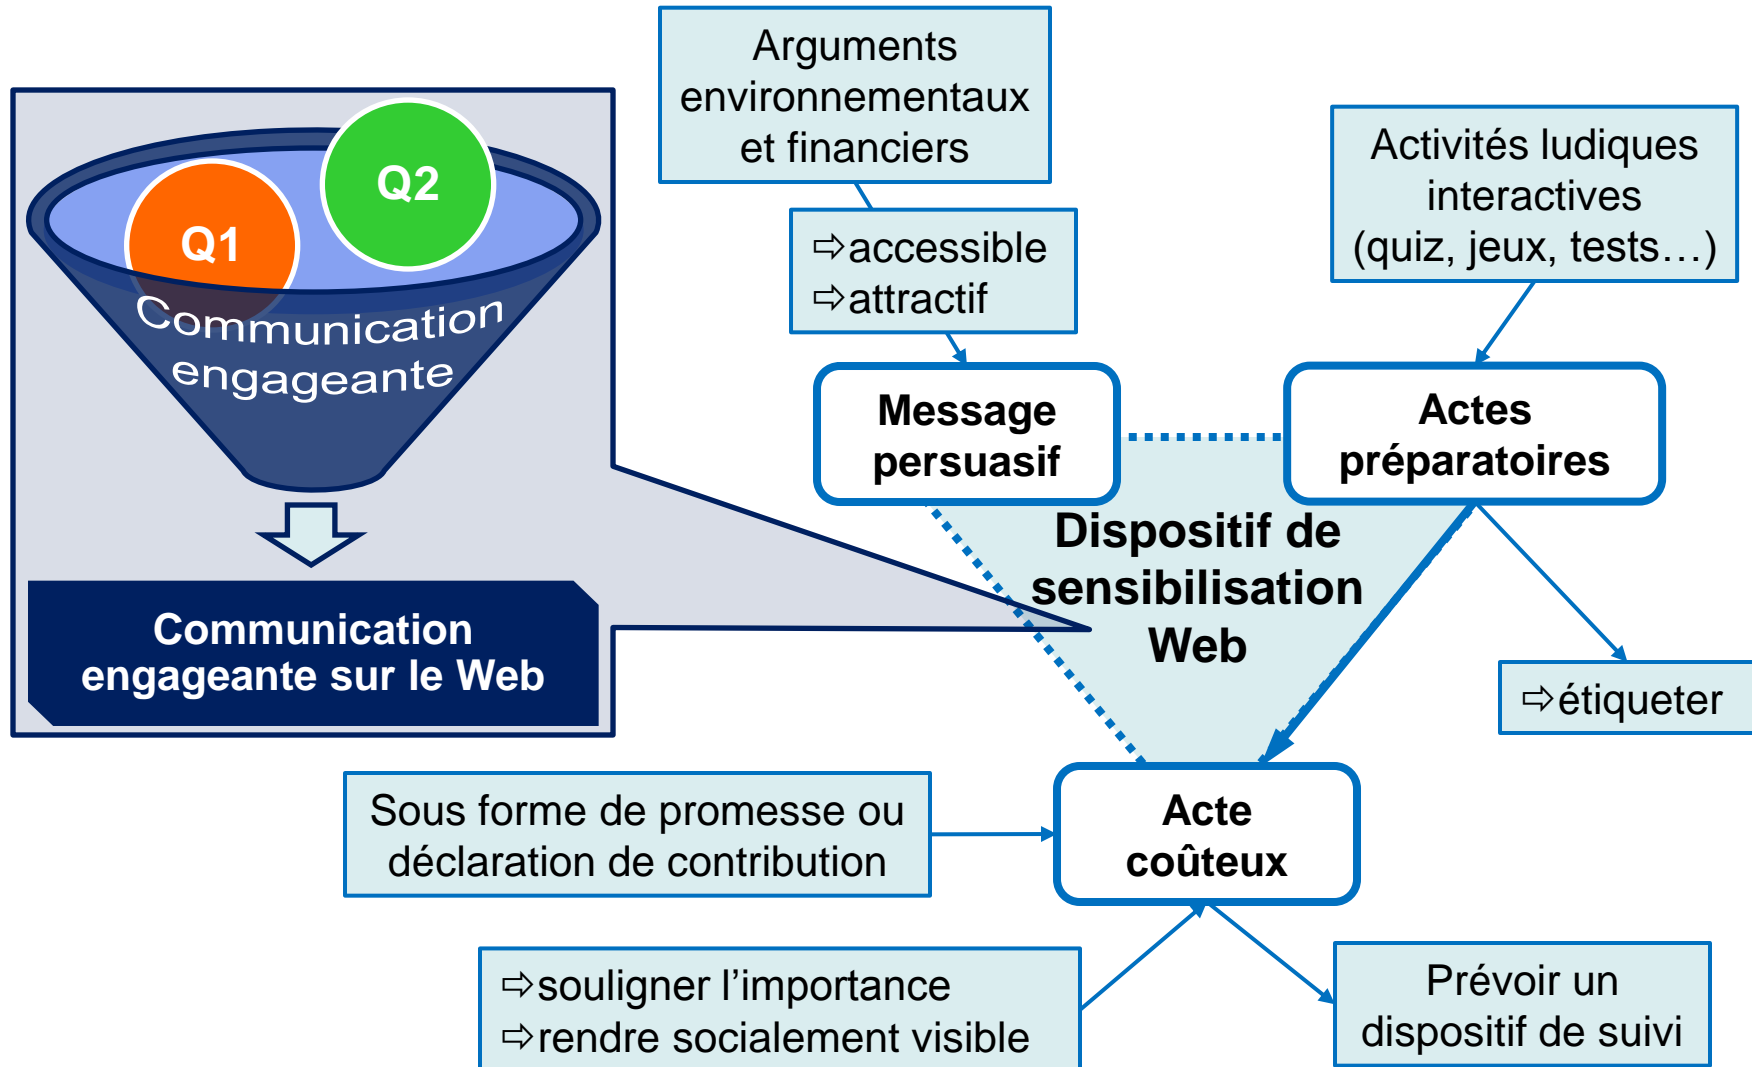 Q1
Q2
Communication
engageante
Communication
engageante sur le Web
Arguments
environnementaux
et financiers
⇨accessible
⇨attractif
Activités ludiques
interactives
(quiz, jeux, tests…)
Message
persuasif
Actes
préparatoires
Dispositif de
sensibilisation
Web
⇨étiqueter
Sous forme de promesse ou
déclaration de contribution
Acte
coûteux
⇨souligner l’importance
⇨rendre socialement visible
Prévoir un
dispositif de suivi